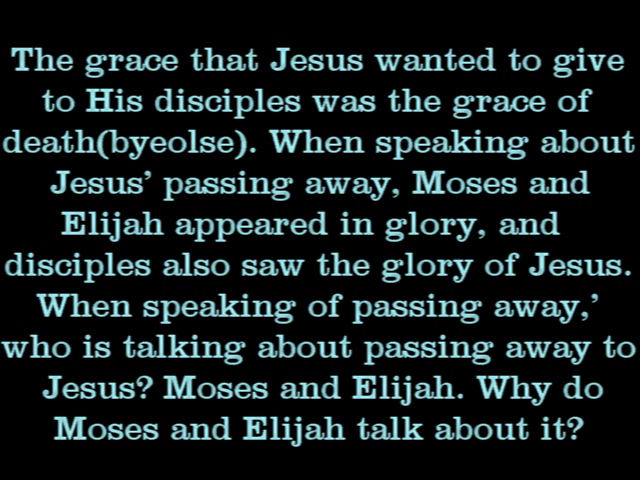 The grace that Jesus wanted to give
to His disciples was the grace of
death(byeolse). When speaking about
Jesus’ passing away, Moses and
Elijah appeared in glory, and
disciples also saw the glory of Jesus.
When speaking of passing away,’
who is talking about passing away to
Jesus? Moses and Elijah. Why do
Moses and Elijah talk about it?